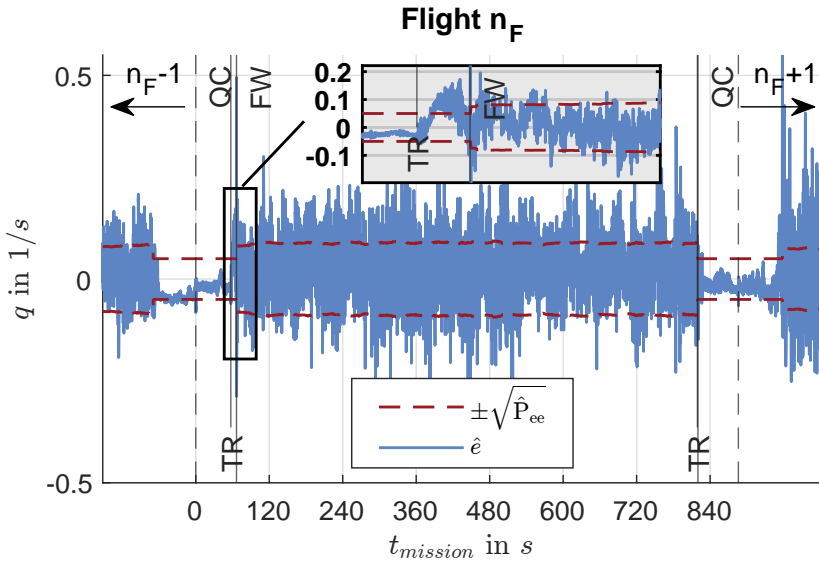 Flight n_F
n_F-1
QC
FW
0.2
0.1
0
-0.1
TR
FW
QC
n_F+1
0.5
0
-0.5
q in 1/s
TR
TR
±√P̂_ee
ê
0 120 240 360 480 600 720 840
t_mission in s